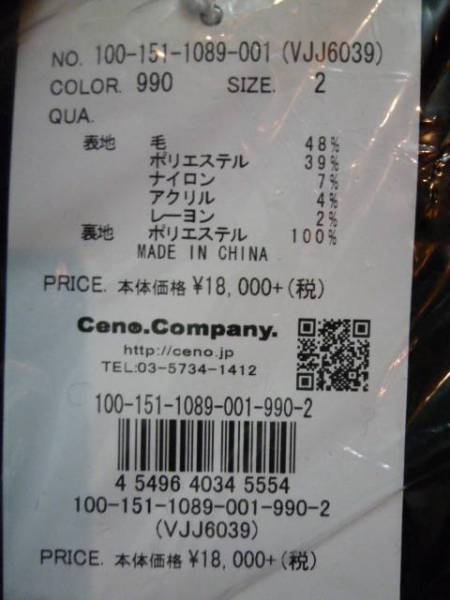 NO. 100-151-1089-001 (VJJ6039)
COLOR. 990 SIZE. 2
QUA.
表地 毛 48%
ポリエステル 39%
ナイロン 7%
アクリル 4%
レーヨン 2%
裏地 ポリエステル 100%
MADE IN CHINA
PRICE. 本体価格 ¥18,000+(税)
Ceno.Company.
http://ceno.jp
TEL:03-5734-1412
100-151-1089-001-990-2
4 54964 034 5554
100-151-1089-001-990-2
(VJJ6039)
PRICE. 本体価格 ¥18,000+(税)